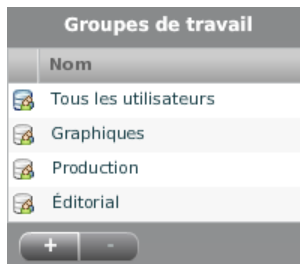 Groupes de travail
Nom
Tous les utilisateurs
Graphiques
Production
Éditorial
+ -